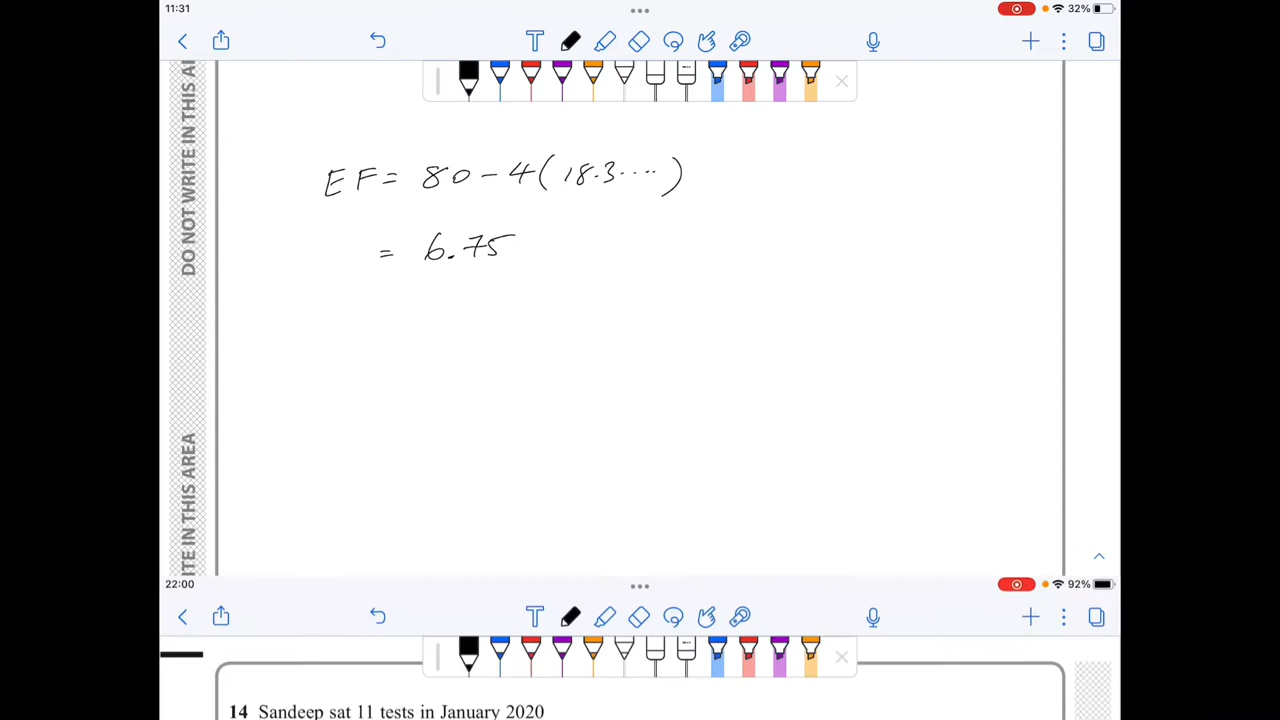 11:31
32%
T
DO NOT WRITE IN THIS AR
EF = 80 - 4(18.3....)
= 6.75
ITE IN THIS AREA
22:00
92%
T
14 Sandeep sat 11 tests in January 2020